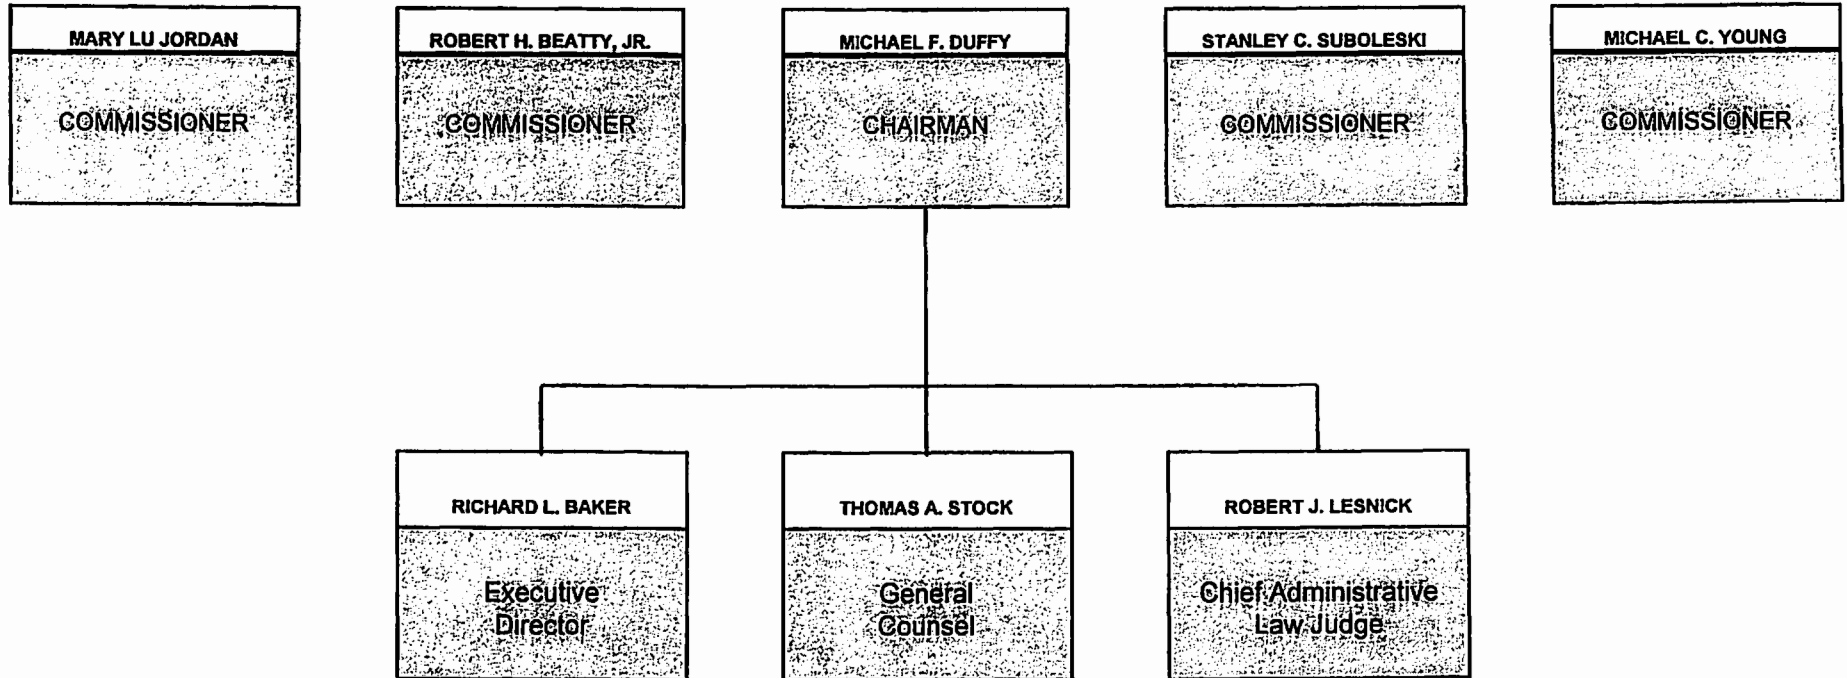 MARY LU JORDAN
COMMISSIONER
ROBERT H. BEATTY, JR.
COMMISSIONER
MICHAEL F. DUFFY
CHAIRMAN
STANLEY C. SUBOLESKI
COMMISSIONER
MICHAEL C. YOUNG
COMMISSIONER
RICHARD L. BAKER
Executive
Director
THOMAS A. STOCK
General
Counsel
ROBERT J. LESNICK
Chief Administrative
Law Judge